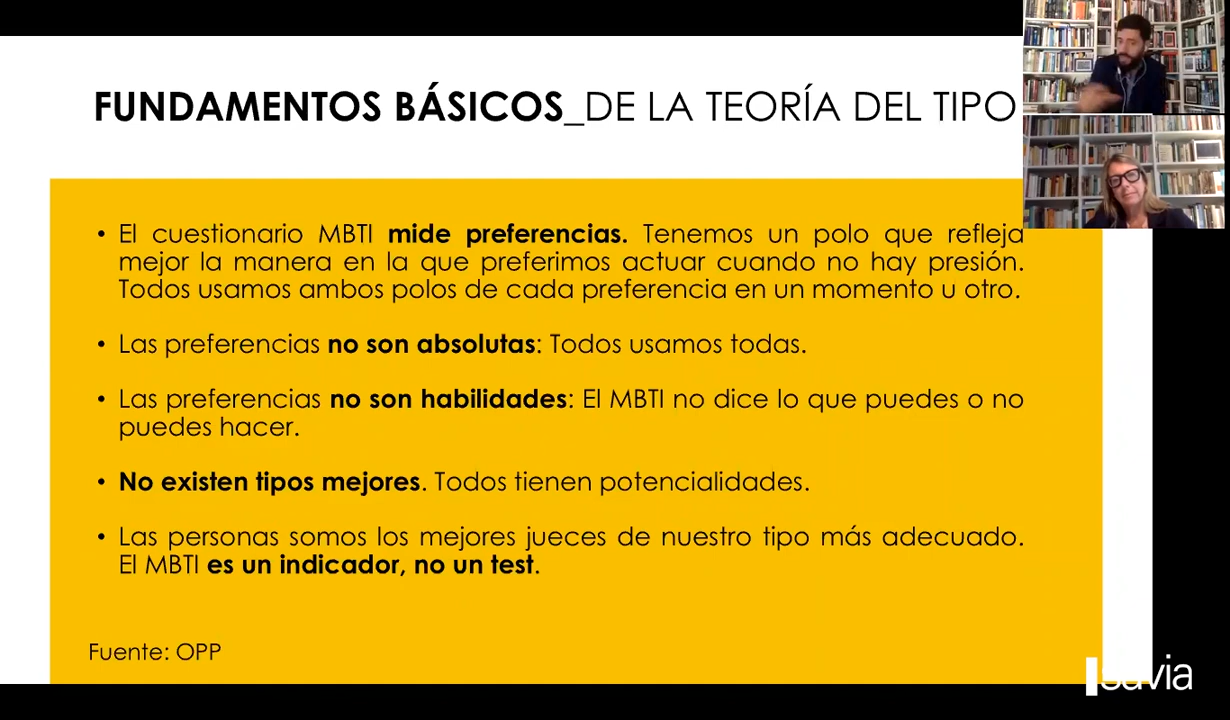 FUNDAMENTOS BÁSICOS_DE LA TEORÍA DEL TIPO
• El cuestionario MBTI mide preferencias. Tenemos un polo que refleja
mejor la manera en la que preferimos actuar cuando no hay presión.
Todos usamos ambos polos de cada preferencia en un momento u otro.
• Las preferencias no son absolutas: Todos usamos todas.
• Las preferencias no son habilidades: El MBTI no dice lo que puedes o no
puedes hacer.
• No existen tipos mejores. Todos tienen potencialidades.
• Las personas somos los mejores jueces de nuestro tipo más adecuado.
El MBTI es un indicador, no un test.
Fuente: OPP
savia